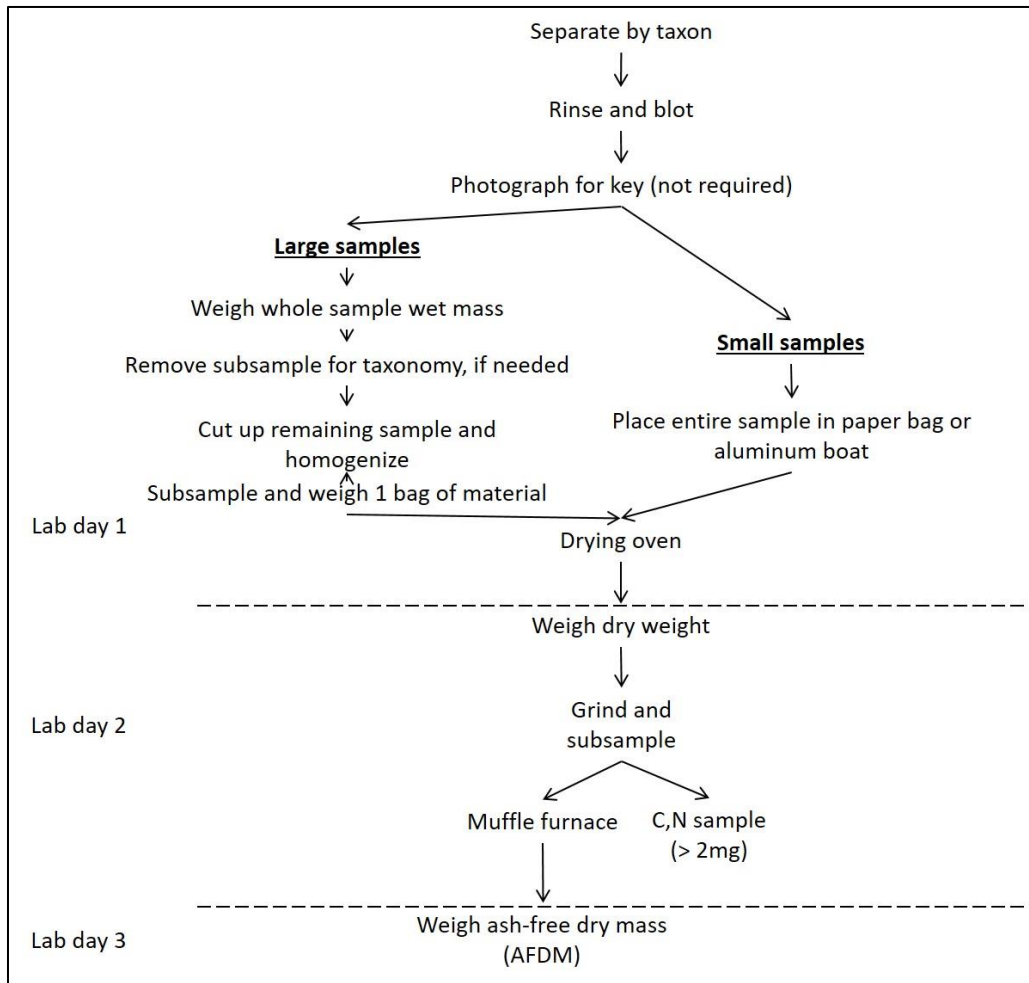 Separate by taxon
Rinse and blot
Photograph for key (not required)
Large samples
Weigh whole sample wet mass
Remove subsample for taxonomy, if needed
Cut up remaining sample and
homogenize
Subsample and weigh 1 bag of material
Small samples
Place entire sample in paper bag or
aluminum boat
Lab day 1
Drying oven
Weigh dry weight
Lab day 2
Grind and
subsample
Muffle furnace
C,N sample
(> 2mg)
Lab day 3
Weigh ash-free dry mass
(AFDM)